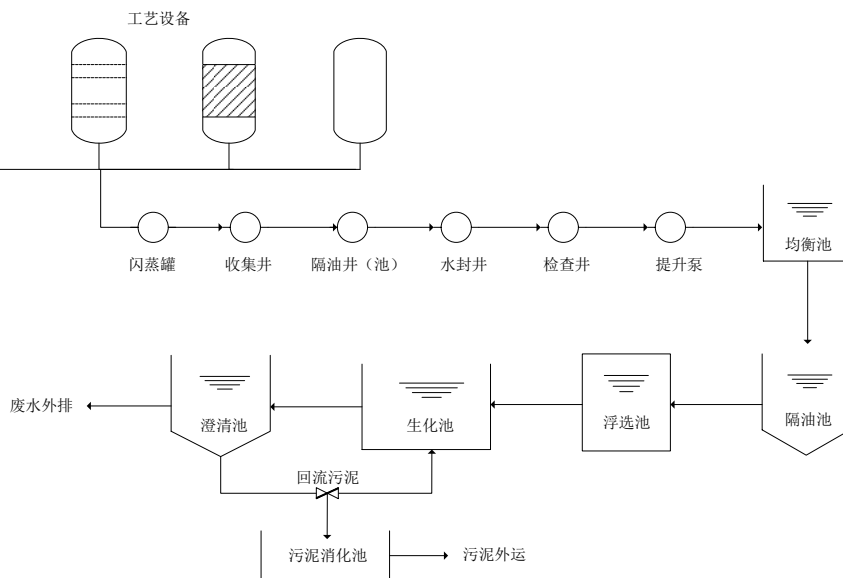 工艺设备
闪蒸罐
收集井
隔油井（池）
水封井
检查井
提升泵
均衡池
废水外排
澄清池
生化池
浮选池
隔油池
回流污泥
污泥消化池
污泥外运